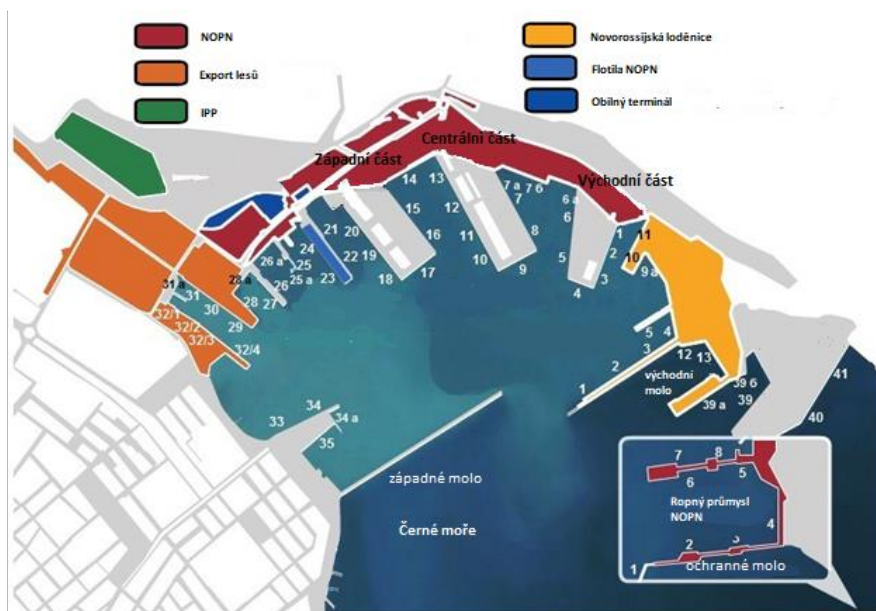 NOPN
Export lesů
IPP
Novorossijská loděnice
Flotila NOPN
Obilný terminál
Centrální část
Západní část
Východní část
14
13
7 a
7 б
7
6 a
6
15
12
8
21
20
16
11
5
1
11
2
10
24
22
19
17
10
9
3
9 a
26 a
25
25 a
23
18
4
28 a
26
27
31 a
31
30
28
29
32/1
32/2
32/3
32/4
5
4
3
2
1
12
13
východní
molo
39 б
39
39 a
41
40
33
34
34 a
35
západné molo
Černé moře
7
8
6
5
Ropný průmysl
NOPN
4
2
3
1
ochranné molo